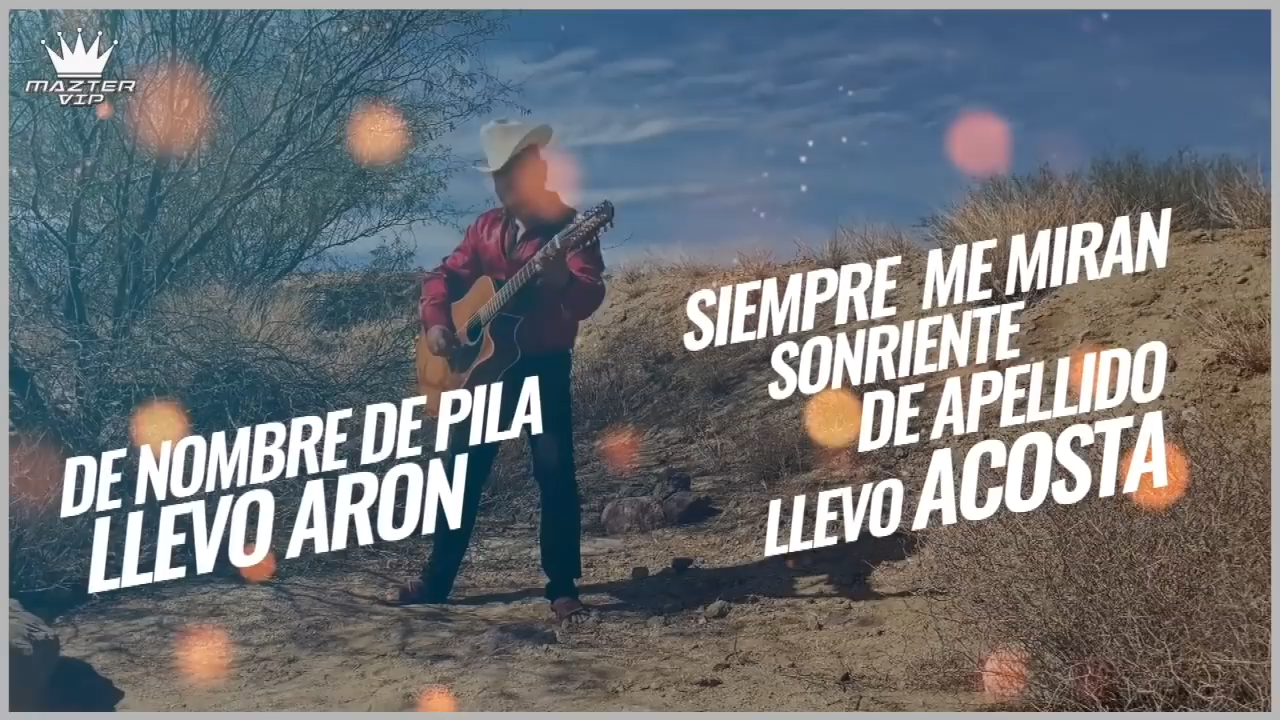 MAZTER
VIP
DE NOMBRE DE PILA
LLEVO ARON
SIEMPRE ME MIRAN
SONRIENTE
DE APELLIDO
LLEVO ACOSTA